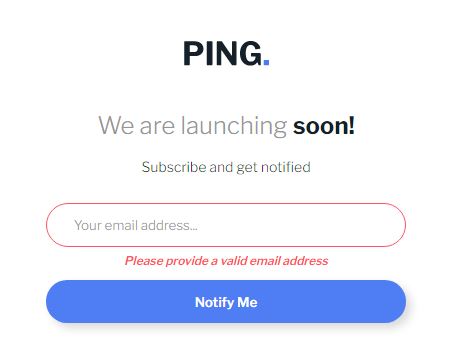 PING.
We are launching soon!
Subscribe and get notified
Your email address...
Please provide a valid email address
Notify Me